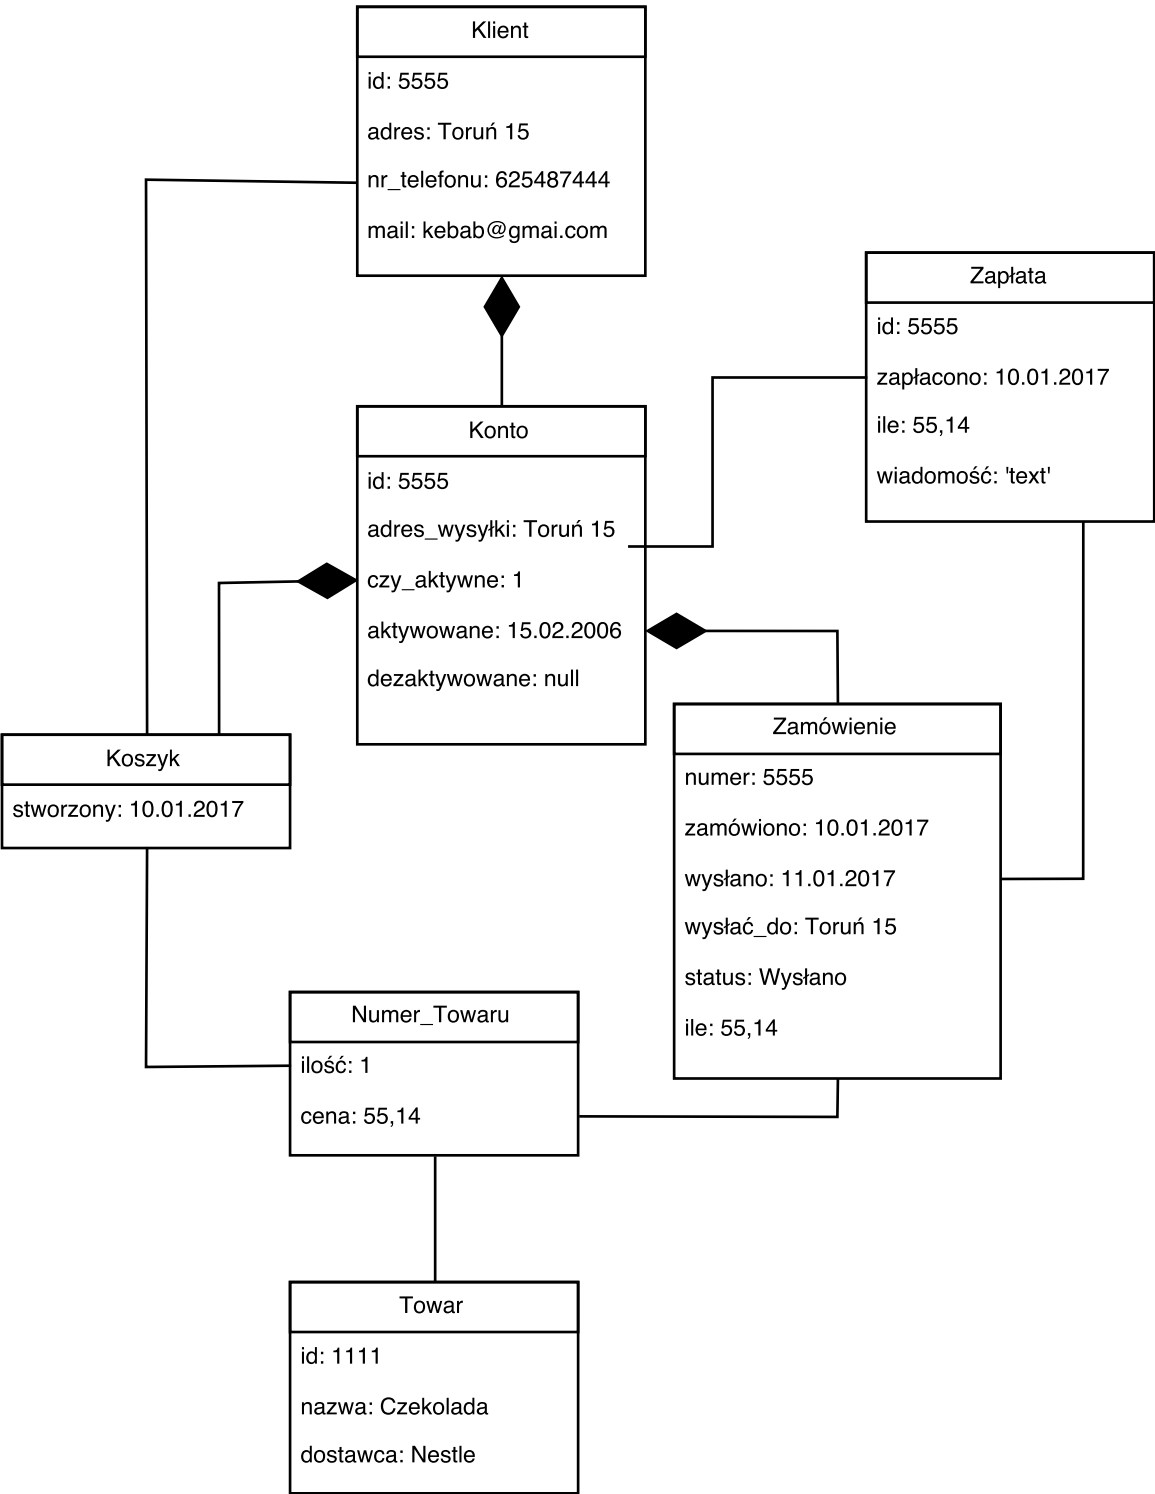 Klient
id: 5555
adres: Toruń 15
nr_telefonu: 625487444
mail: kebab@gmai.com
Zapłata
id: 5555
zapłacono: 10.01.2017
ile: 55,14
wiadomość: 'text'
Konto
id: 5555
adres_wysyłki: Toruń 15
czy_aktywne: 1
aktywowane: 15.02.2006
dezaktywowane: null
Koszyk
stworzony: 10.01.2017
Zamówienie
numer: 5555
zamówiono: 10.01.2017
wysłano: 11.01.2017
wysłać_do: Toruń 15
status: Wysłano
ile: 55,14
Numer_Towaru
ilość: 1
cena: 55,14
Towar
id: 1111
nazwa: Czekolada
dostawca: Nestle